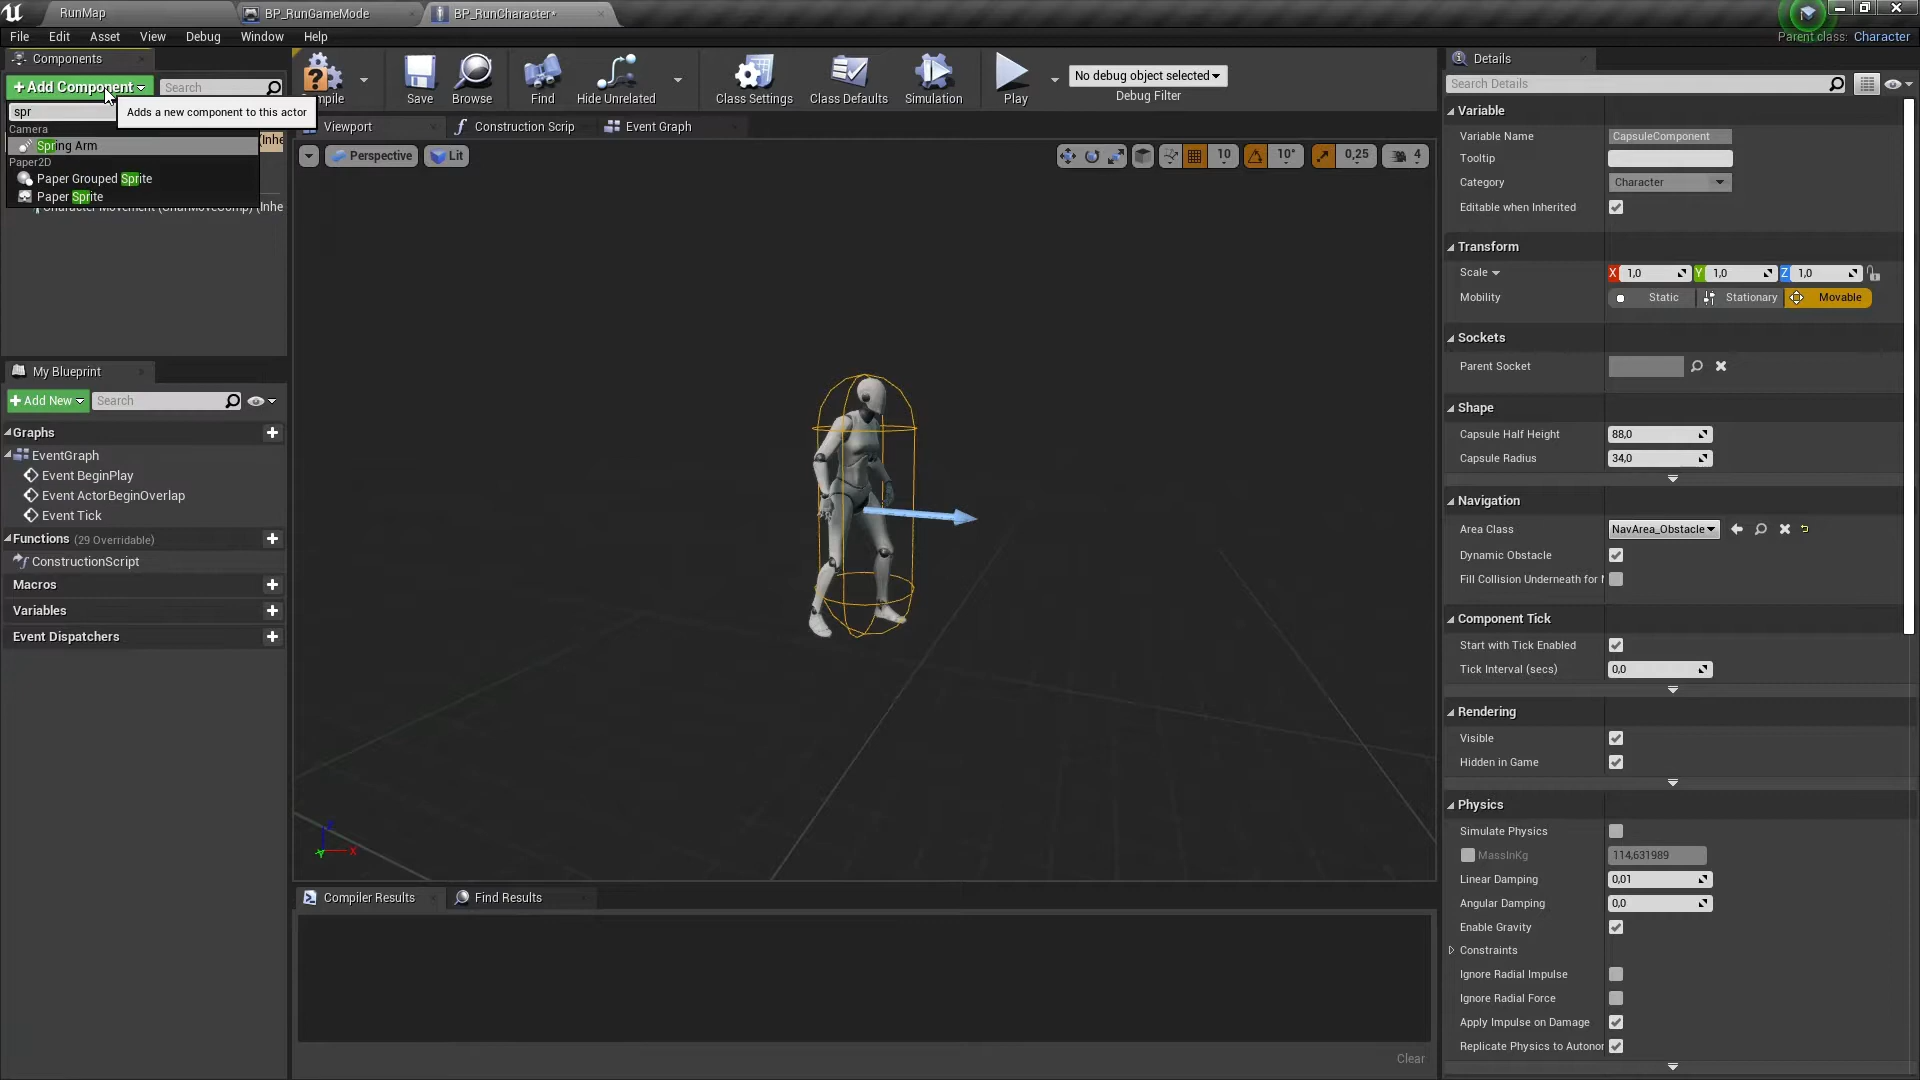 RunMap
BP_RunGameMode
BP_RunCharacter*
File Edit Asset View Debug Window Help
Parent class: Character
Components
+Add Component
Search
spr
Adds a new component to this actor
Camera
Spring Arm
(Inhe
Paper2D
Paper Grouped Sprite
Paper Sprite
Character Movement (CharMoveComp) (Inhe
My Blueprint
+Add New
Search
Graphs
EventGraph
Event BeginPlay
Event ActorBeginOverlap
Event Tick
Functions (29 Overridable)
ConstructionScript
Macros
Variables
Event Dispatchers
Save
Browse
Find
Hide Unrelated
Class Settings
Class Defaults
Simulation
Play
No debug object selected
Debug Filter
Viewport
Construction Scrip
Event Graph
Perspective
Lit
10
10°
0,25
4
X
Compiler Results
Find Results
Clear
Details
Search Details
Variable
Variable Name CapsuleComponent
Tooltip
Category Character
Editable when Inherited
Transform
Scale X 1,0 Y 1,0 Z 1,0
Mobility Static Stationary Movable
Sockets
Parent Socket
Shape
Capsule Half Height 88,0
Capsule Radius 34,0
Navigation
Area Class NavArea_Obstacle
Dynamic Obstacle
Fill Collision Underneath for
Component Tick
Start with Tick Enabled
Tick Interval (secs) 0,0
Rendering
Visible
Hidden in Game
Physics
Simulate Physics
MassInKg 114,631989
Linear Damping 0,01
Angular Damping 0,0
Enable Gravity
Constraints
Ignore Radial Impulse
Ignore Radial Force
Apply Impulse on Damage
Replicate Physics to Autonor